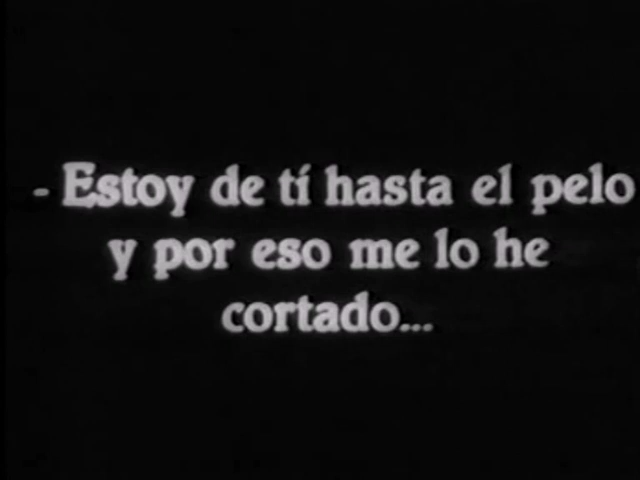 - Estoy de tí hasta el pelo
y por eso me lo he
cortado...